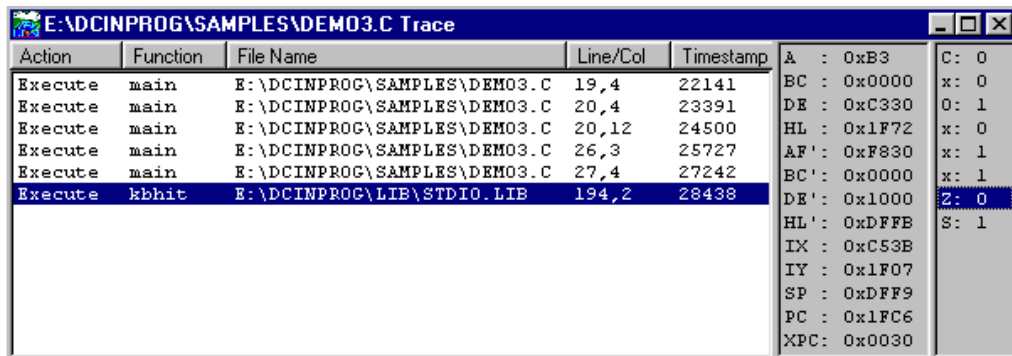 E:\DCINPROG\SAMPLES\DEMO3.C Trace
Action Function File Name Line/Col Timestamp
Execute main E:\DCINPROG\SAMPLES\DEMO3.C 19,4 22141
Execute main E:\DCINPROG\SAMPLES\DEMO3.C 20,4 23391
Execute main E:\DCINPROG\SAMPLES\DEMO3.C 20,12 24500
Execute main E:\DCINPROG\SAMPLES\DEMO3.C 26,3 25727
Execute main E:\DCINPROG\SAMPLES\DEMO3.C 27,4 27242
Execute kbhit E:\DCINPROG\LIB\STDIO.LIB 194,2 28438
A : 0xB3
BC : 0x0000
DE : 0xC330
HL : 0x1F72
AF': 0xF830
BC': 0x0000
DE': 0x1000
HL': 0xDFFB
IX : 0xC53B
IY : 0x1F07
SP : 0xDFF9
PC : 0x1FC6
XPC: 0x0030
C: 0
x: 0
O: 1
x: 0
x: 1
x: 1
Z: 0
S: 1